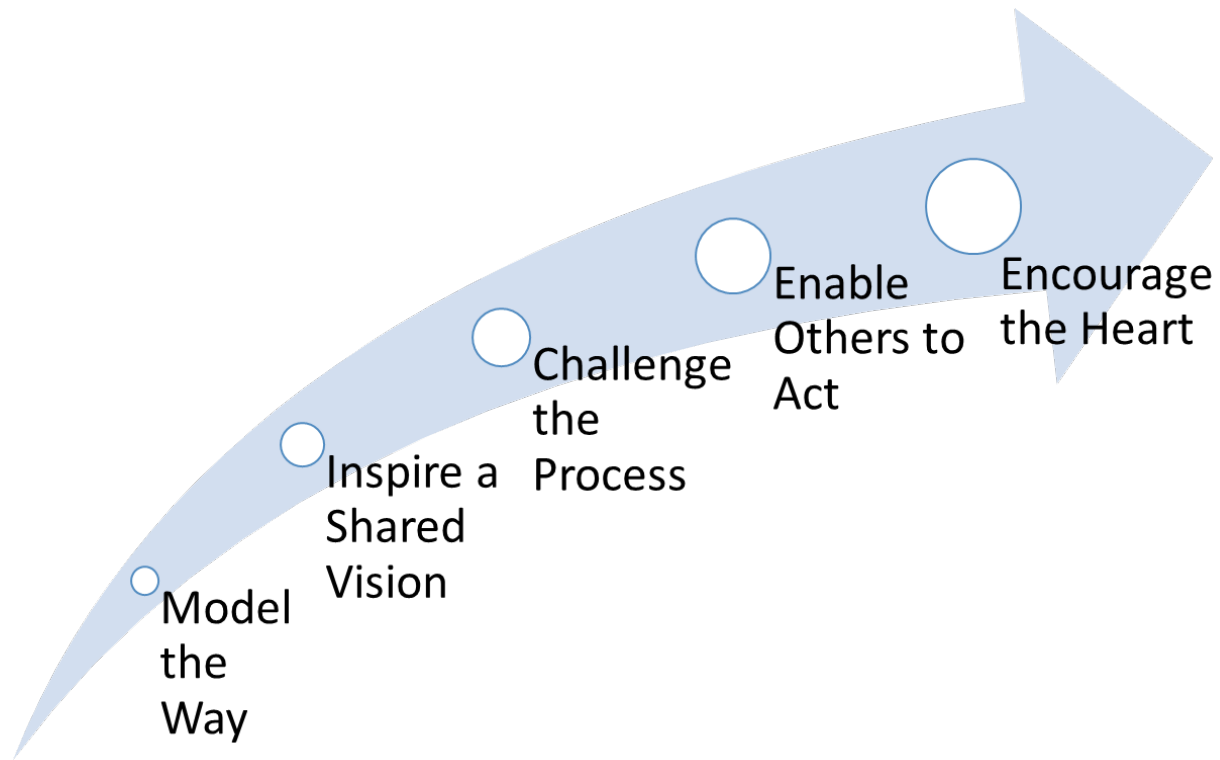 Model
the
Way
Inspire a
Shared
Vision
Challenge
the
Process
Enable
Others to
Act
Encourage
the Heart